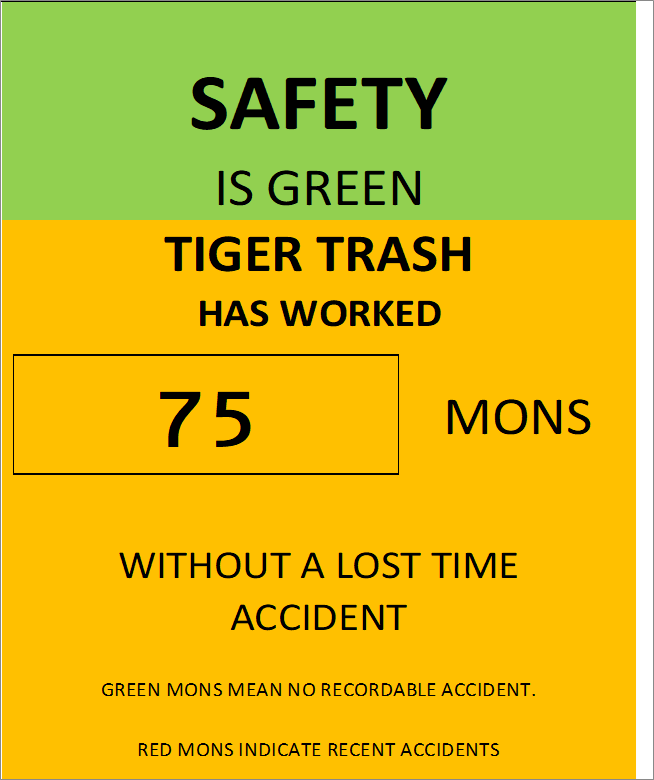 SAFETY
IS GREEN
TIGER TRASH
HAS WORKED
75 MONS
WITHOUT A LOST TIME
ACCIDENT
GREEN MONS MEAN NO RECORDABLE ACCIDENT.
RED MONS INDICATE RECENT ACCIDENTS